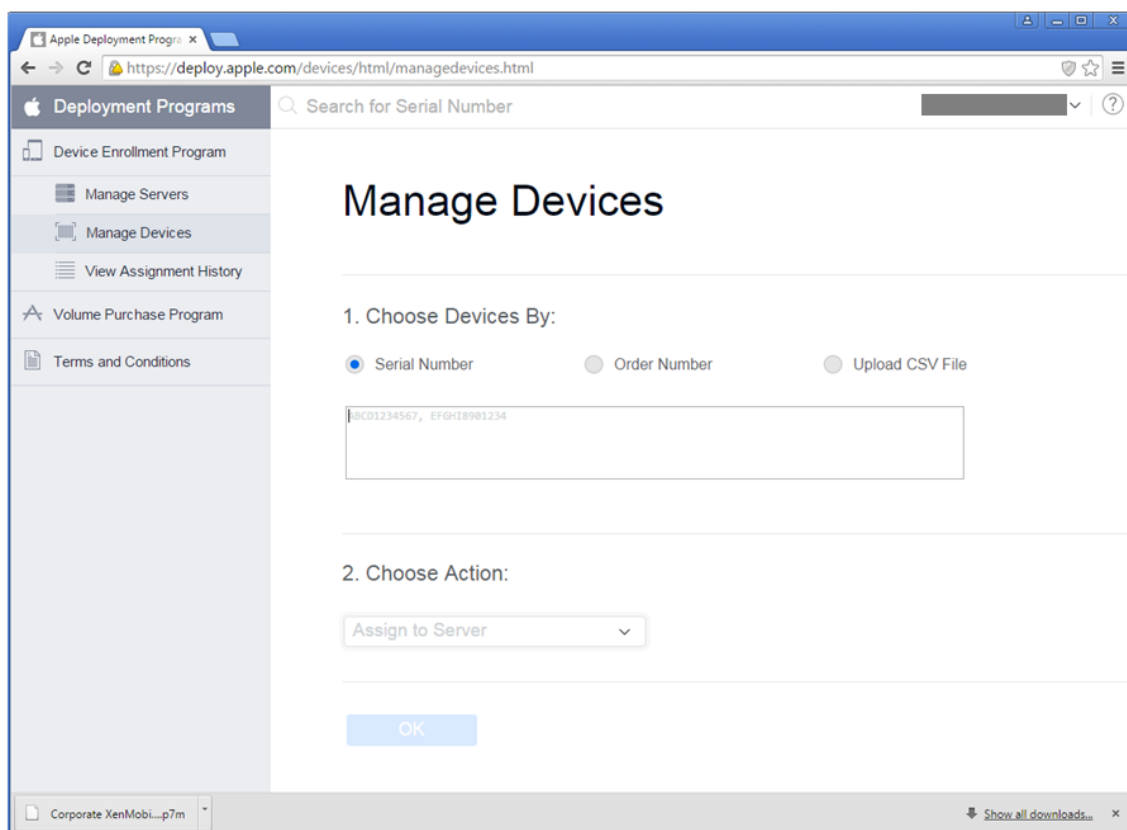 Apple Deployment Progra
https://deploy.apple.com/devices/html/managedevices.html
Deployment Programs
Search for Serial Number
Device Enrollment Program
Manage Servers
Manage Devices
View Assignment History
Volume Purchase Program
Terms and Conditions
Manage Devices
1. Choose Devices By:
Serial Number
Order Number
Upload CSV File
ABCD1234567, EFGHI8901234
2. Choose Action:
Assign to Server
OK
Corporate XenMobi....p7m
Show all downloads...